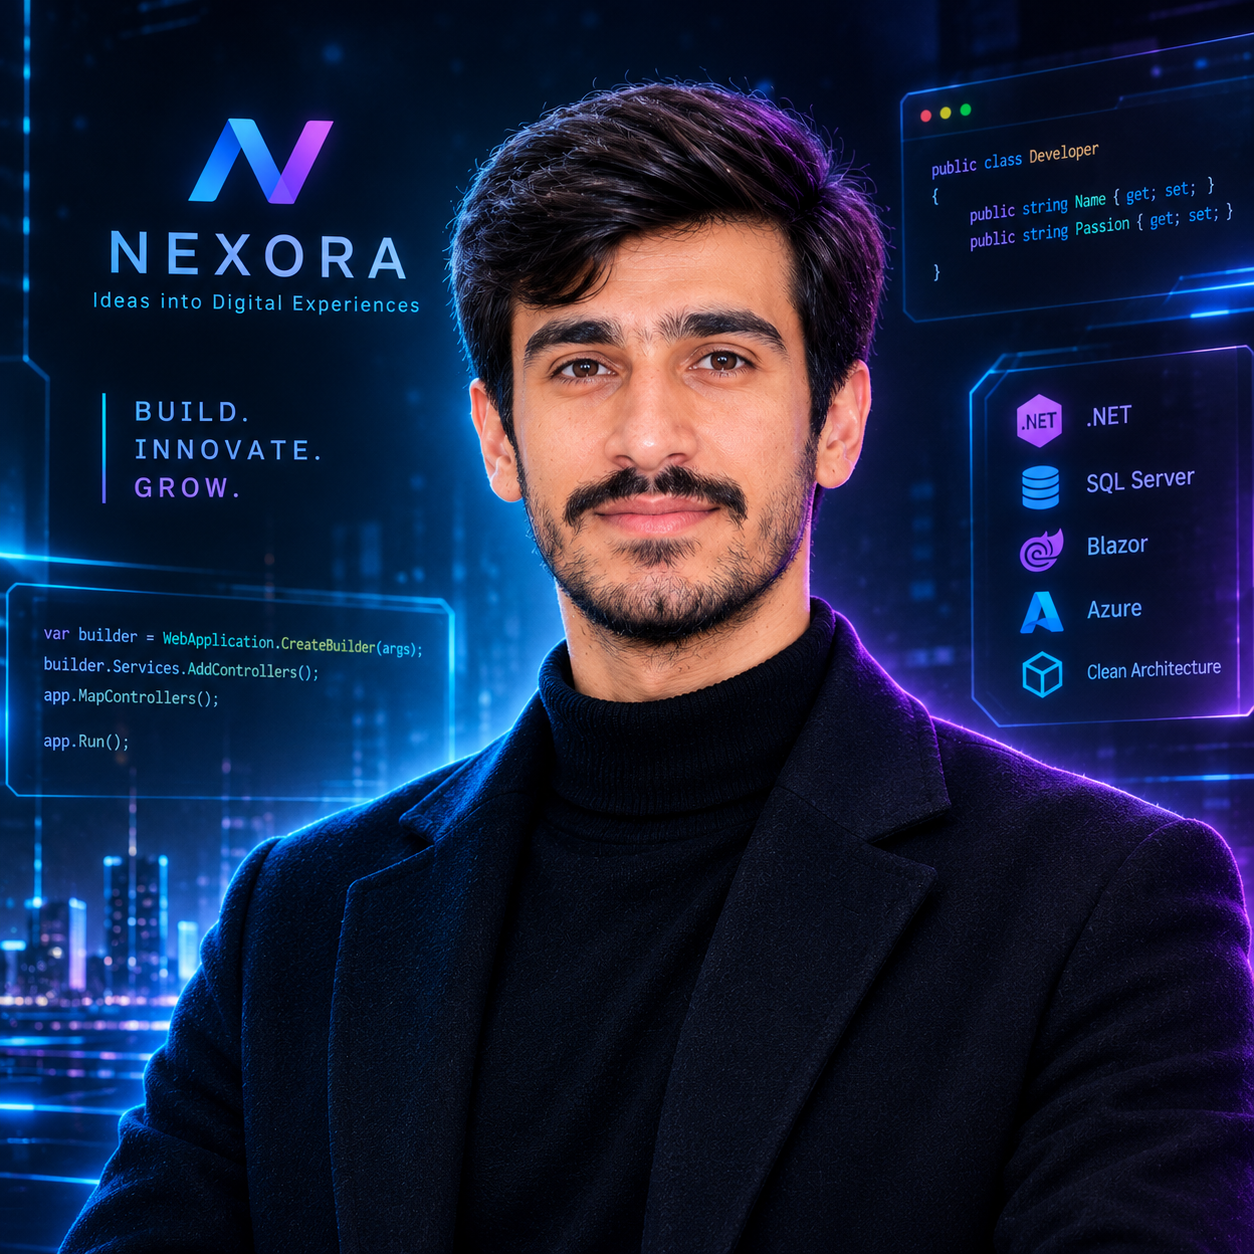 NEXORA
Ideas into Digital Experiences
BUILD.
INNOVATE.
GROW.
var builder = WebApplication.CreateBuilder(args);
builder.Services.AddControllers();
app.MapControllers();
app.Run();
public class Developer
{
public string Name { get; set; }
public string Passion { get; set; }
}
.NET .NET
SQL Server
Blazor
Azure
Clean Architecture